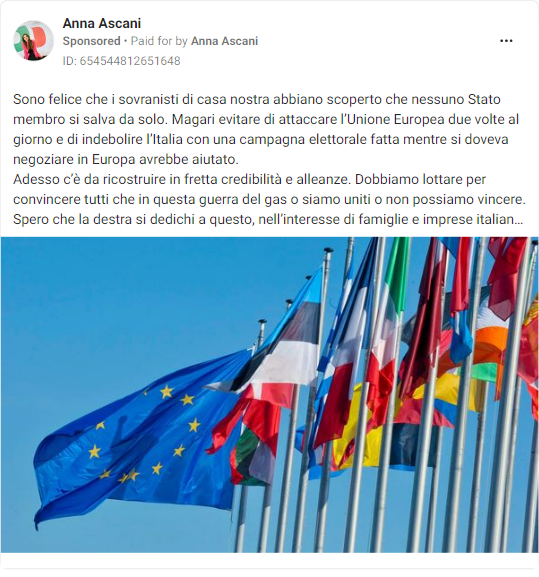 Anna Ascani
Sponsored • Paid for by Anna Ascani
ID: 654544812651648
Sono felice che i sovranisti di casa nostra abbiano scoperto che nessuno Stato
membro si salva da solo. Magari evitare di attaccare l’Unione Europea due volte al
giorno e di indebolire l’Italia con una campagna elettorale fatta mentre si doveva
negoziare in Europa avrebbe aiutato.
Adesso c’è da ricostruire in fretta credibilità e alleanze. Dobbiamo lottare per
convincere tutti che in questa guerra del gas o siamo uniti o non possiamo vincere.
Spero che la destra si dedichi a questo, nell’interesse di famiglie e imprese italian...